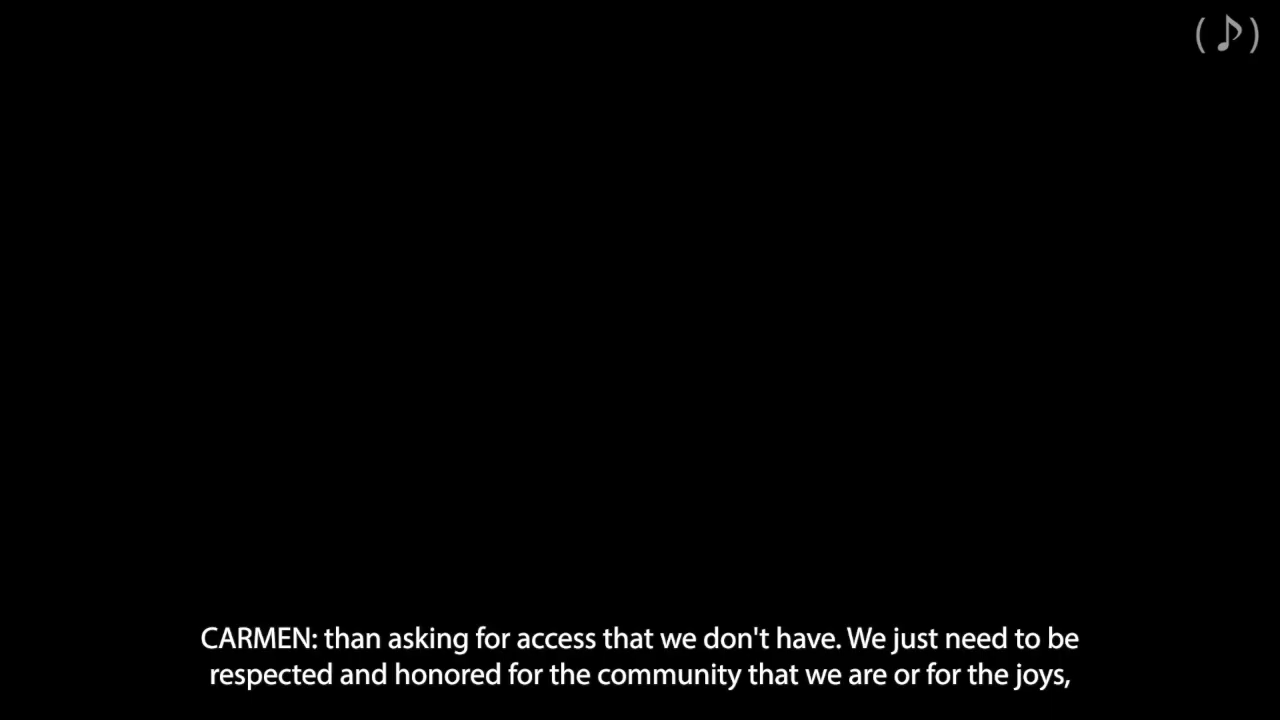 (♪)
CARMEN: than asking for access that we don't have. We just need to be
respected and honored for the community that we are or for the joys,